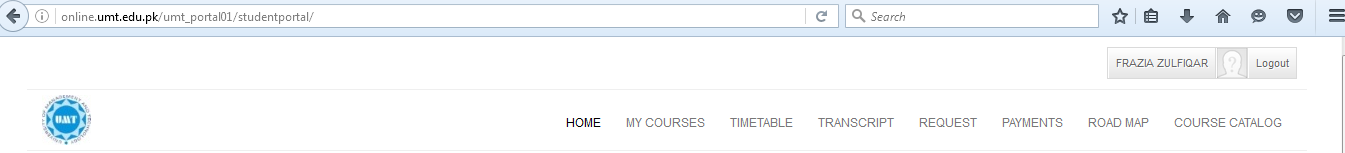 online.umt.edu.pk/umt_portal01/studentportal/ Search
FRAZIA ZULFIQAR Logout
UMT
HOME MY COURSES TIMETABLE TRANSCRIPT REQUEST PAYMENTS ROAD MAP COURSE CATALOG